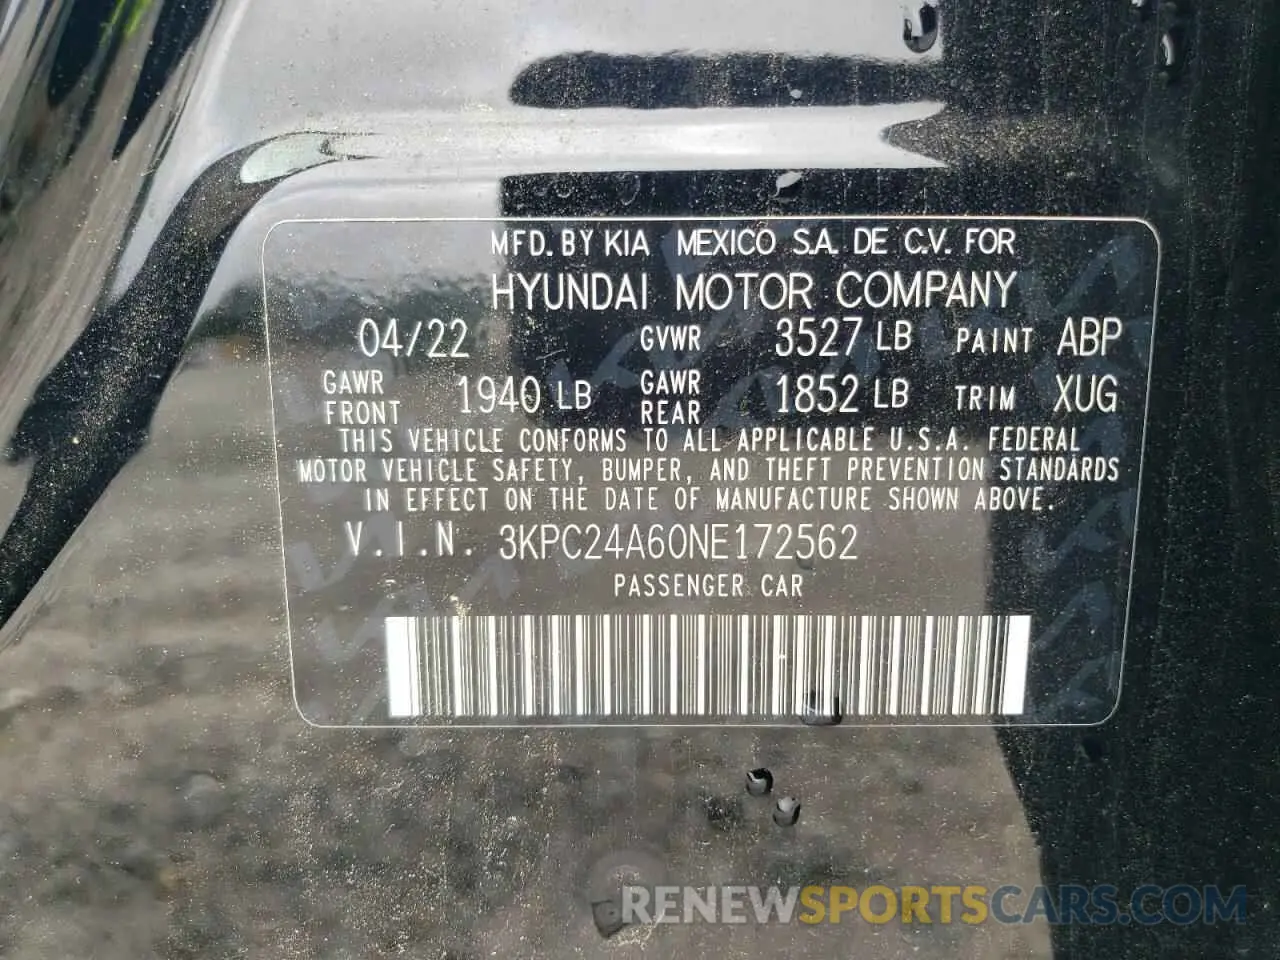 MFD. BY KIA MEXICO S.A. DE C.V. FOR
HYUNDAI MOTOR COMPANY
04/22 GVWR 3527 LB PAINT ABP
GAWR FRONT 1940 LB GAWR REAR 1852 LB TRIM XUG
THIS VEHICLE CONFORMS TO ALL APPLICABLE U.S.A. FEDERAL
MOTOR VEHICLE SAFETY, BUMPER, AND THEFT PREVENTION STANDARDS
IN EFFECT ON THE DATE OF MANUFACTURE SHOWN ABOVE.
V.I.N. 3KPC24A60NE172562
PASSENGER CAR
RENEWSPORTSCARS.COM